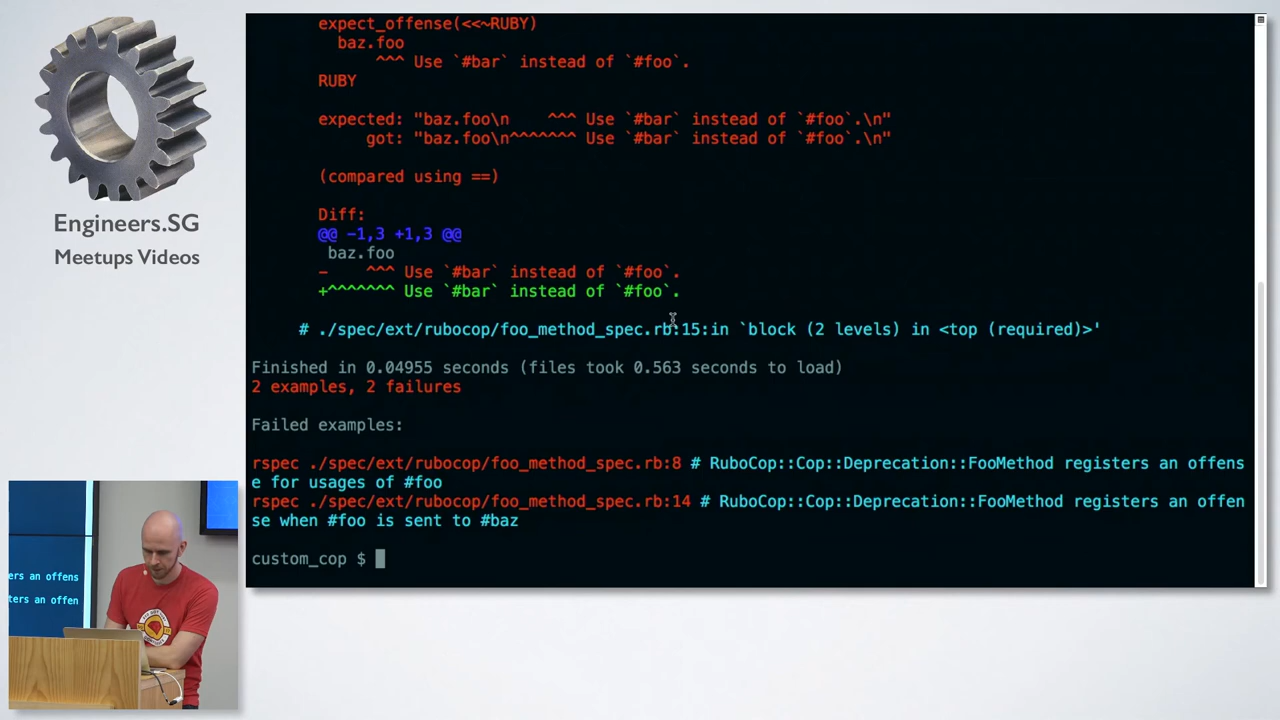 Engineers.SG
Meetups Videos
expect_offense(<<~RUBY)
baz.foo
^^^ Use `#bar` instead of `#foo`.
RUBY
expected: "baz.foo\n    ^^^ Use `#bar` instead of `#foo`.\n"
got: "baz.foo\n^^^^^^^ Use `#bar` instead of `#foo`.\n"
(compared using ==)
Diff:
@@ -1,3 +1,3 @@
baz.foo
-    ^^^ Use `#bar` instead of `#foo`.
+^^^^^^^ Use `#bar` instead of `#foo`.
# ./spec/ext/rubocop/foo_method_spec.rb:15:in `block (2 levels) in <top (required)>'
Finished in 0.04955 seconds (files took 0.563 seconds to load)
2 examples, 2 failures
Failed examples:
rspec ./spec/ext/rubocop/foo_method_spec.rb:8 # RuboCop::Cop::Deprecation::FooMethod registers an offens
e for usages of #foo
rspec ./spec/ext/rubocop/foo_method_spec.rb:14 # RuboCop::Cop::Deprecation::FooMethod registers an offen
se when #foo is sent to #baz
custom_cop $
ers an offens
ters an offen